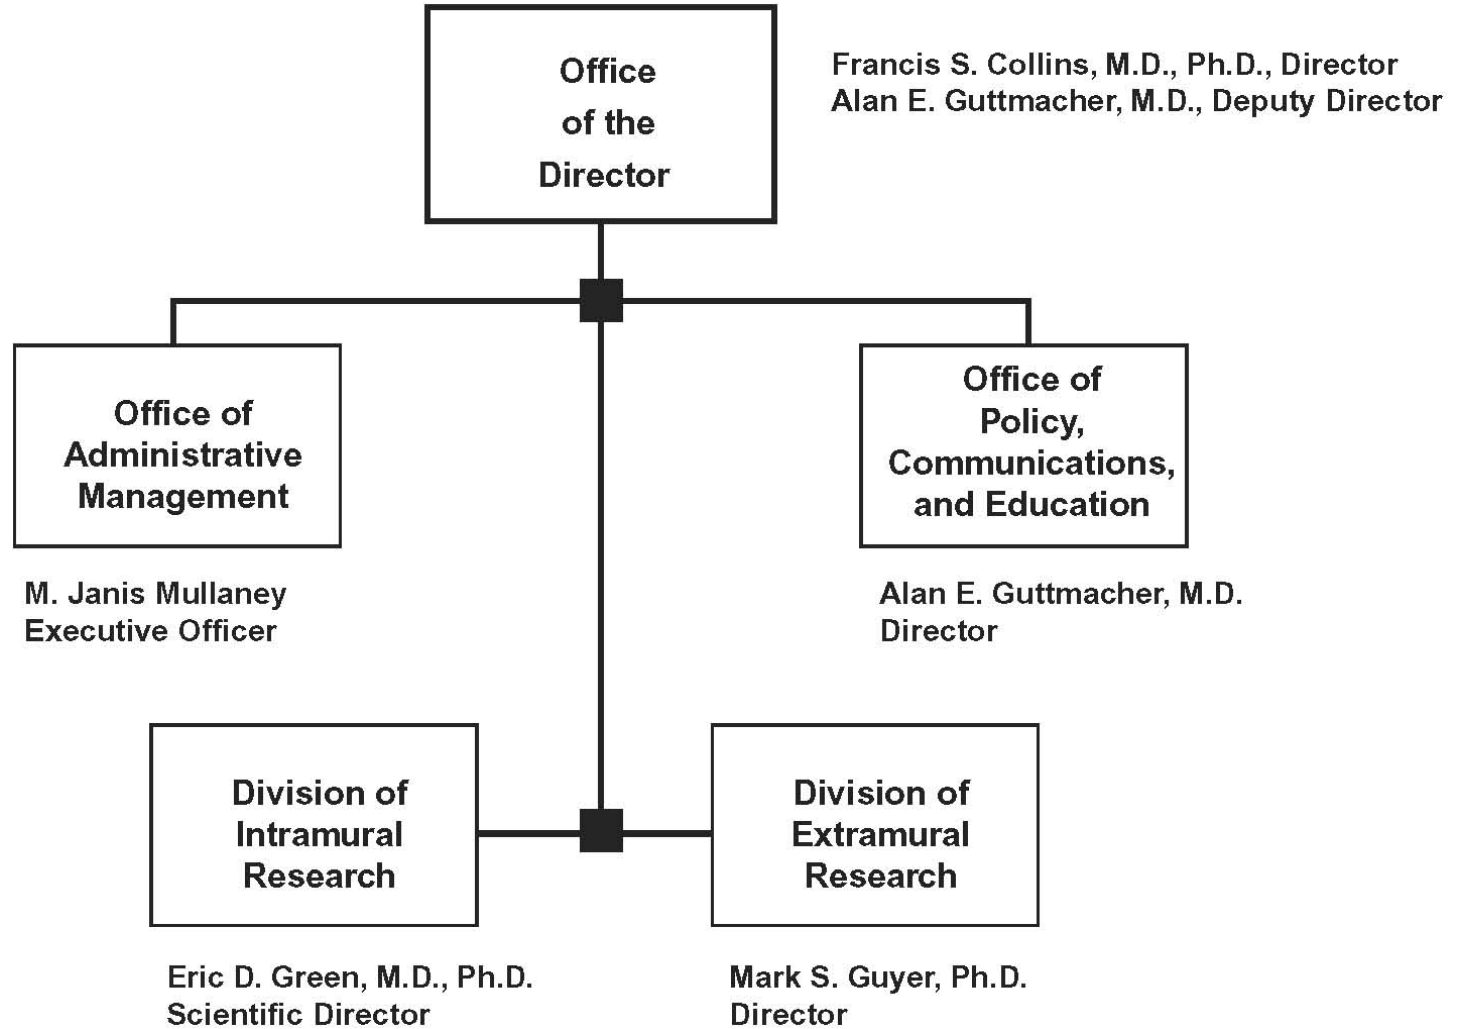 Office
of the
Director
Francis S. Collins, M.D., Ph.D., Director
Alan E. Guttmacher, M.D., Deputy Director
Office of
Administrative
Management
M. Janis Mullaney
Executive Officer
Office of
Policy,
Communications,
and Education
Alan E. Guttmacher, M.D.
Director
Division of
Intramural
Research
Eric D. Green, M.D., Ph.D.
Scientific Director
Division of
Extramural
Research
Mark S. Guyer, Ph.D.
Director